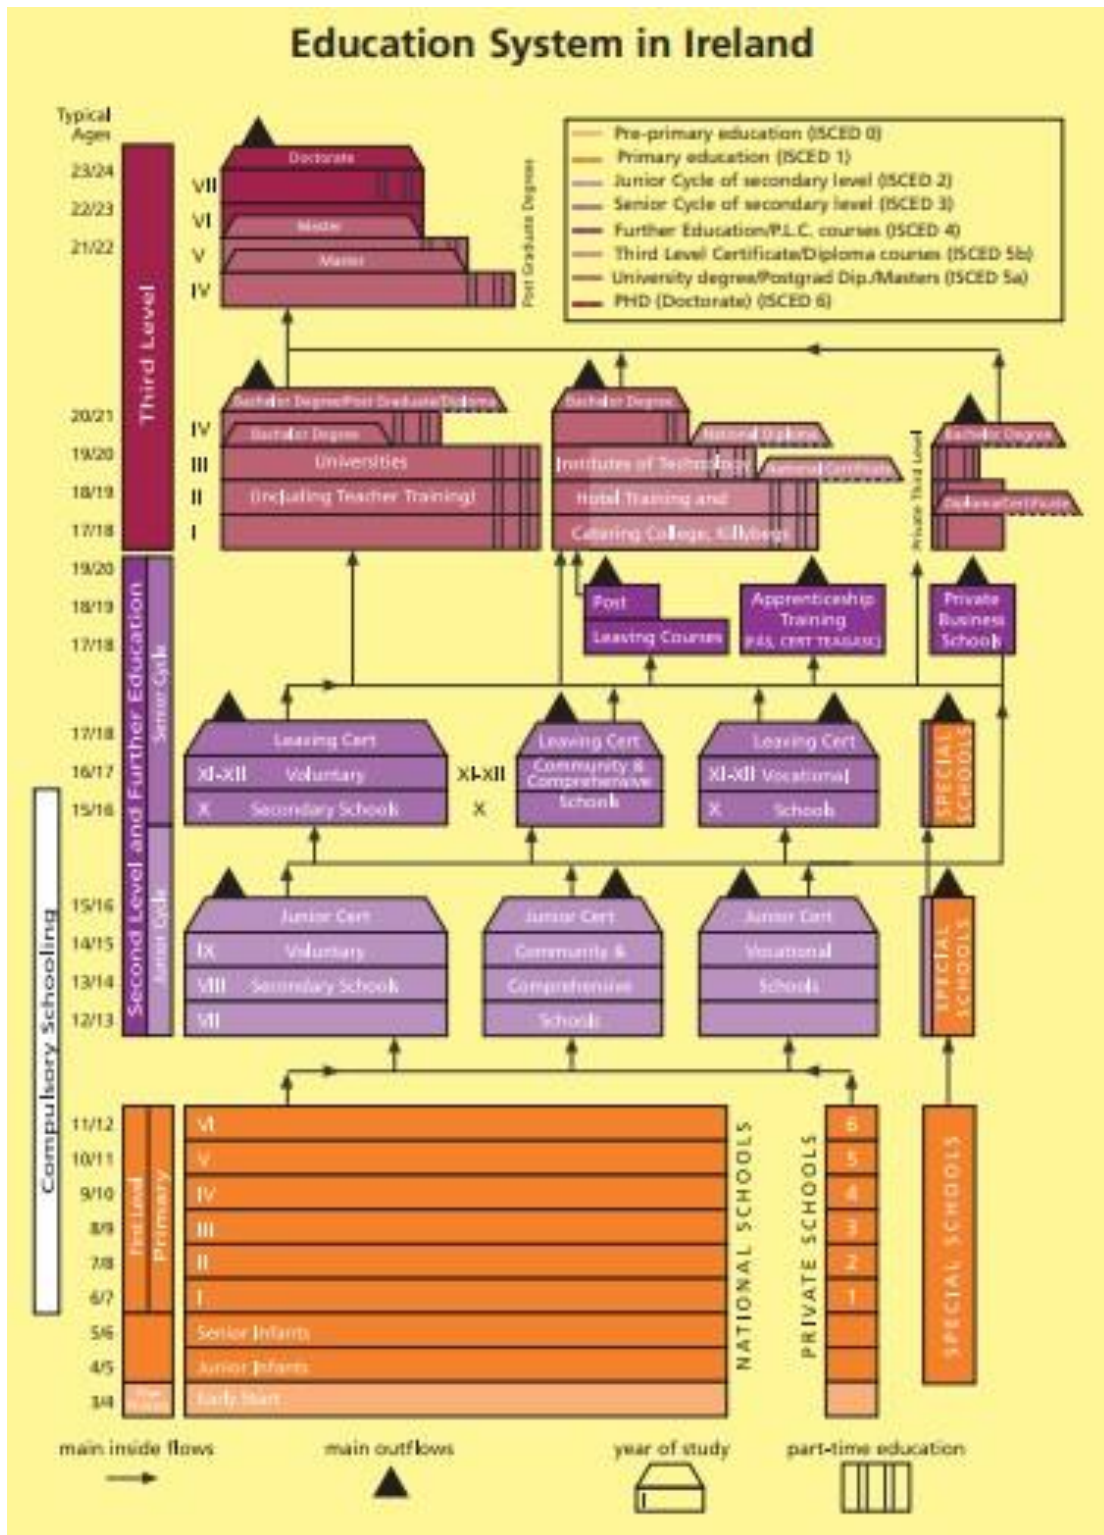 Education System in Ireland
Typical
Ages
Pre-primary education (ISCED 0)
Primary education (ISCED 1)
Junior Cycle of secondary level (ISCED 2)
Senior Cycle of secondary level (ISCED 3)
Further Education/P.L.C. courses (ISCED 4)
Third Level Certificate/Diploma courses (ISCED 5b)
University degree/Postgrad Dip./Masters (ISCED 5a)
PHD (Doctorate) (ISCED 6)
Third Level
23/24
22/23
21/22
Doctorate
VII
VI
Master
V
Master
IV
Post Graduate Degrees
20/21
19/20
18/19
17/18
Bachelor Degree/Post Graduate/Diploma
IV
Bachelor Degree
III
Universities
II
(Including Teacher Training)
I
Bachelor Degree
National Diploma
Institutes of Technology
National Certificate
Hotel Training and
Catering College, Killybegs
Private Third Level
Bachelor Degree
Diploma/Certificate
Second Level and Further Education
Senior Cycle
19/20
18/19
17/18
Post
Leaving Courses
Apprenticeship
Training
(FÁS, CERT TEAGASC)
Private
Business
Schools
17/18
16/17
15/16
Leaving Cert
XI-XII Voluntary
X Secondary Schools
XI-XII
X
Leaving Cert
Community &
Comprehensive
Schools
Leaving Cert
XI-XII Vocational
X Schools
SPECIAL
SCHOOLS
Compulsory Schooling
Junior Cycle
15/16
14/15
13/14
12/13
Junior Cert
IX Voluntary
VIII Secondary Schools
VII
Junior Cert
Community &
Comprehensive
Schools
Junior Cert
Vocational
Schools
SPECIAL
SCHOOLS
First Level
Primary
11/12
10/11
9/10
8/9
7/8
6/7
5/6
4/5
3/4
VI
V
IV
III
II
I
Senior Infants
Junior Infants
Early Start
NATIONAL SCHOOLS
PRIVATE SCHOOLS
6
5
4
3
2
1
SPECIAL SCHOOLS
main inside flows
main outflows
year of study
I
part-time education